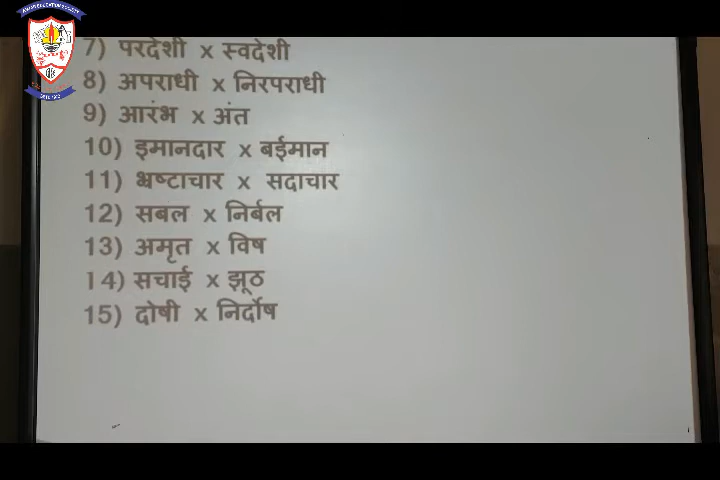 7) परदेशी x स्वदेशी
8) अपराधी x निरपराधी
9) आरंभ x अंत
10) इमानदार x बईमान
11) भ्रष्टाचार x सदाचार
12) सबल x निर्बल
13) अमृत x विष
14) सचाई x झूठ
15) दोषी x निर्दोष